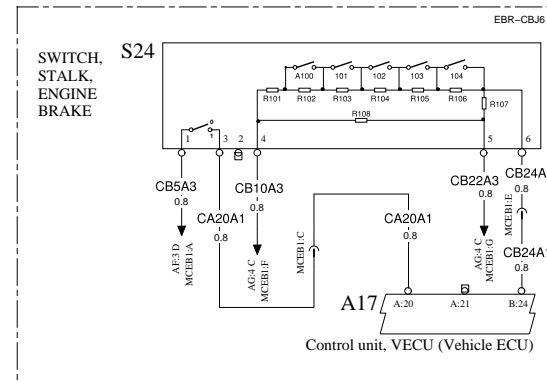 EBR-CBJ6
S24
SWITCH,
STALK,
ENGINE
BRAKE
A100 101 102 103 104
R101 R102 R103 R104 R105 R106
R107
R108
0
1
1 3 2 4 5 6
CB5A3
0.8
CA20A1
0.8
CB10A3
0.8
CA20A1
0.8
CB22A3
0.8
CB24A
0.8
CB24A1
0.8
AF:3 D
MCEB1:A
AG:4 C
MCEB1:F
MCEB1:C
AG:4 C
MCEB1:G
MCEB1:E
A17
A:20 A:21 B:24
Control unit, VECU (Vehicle ECU)